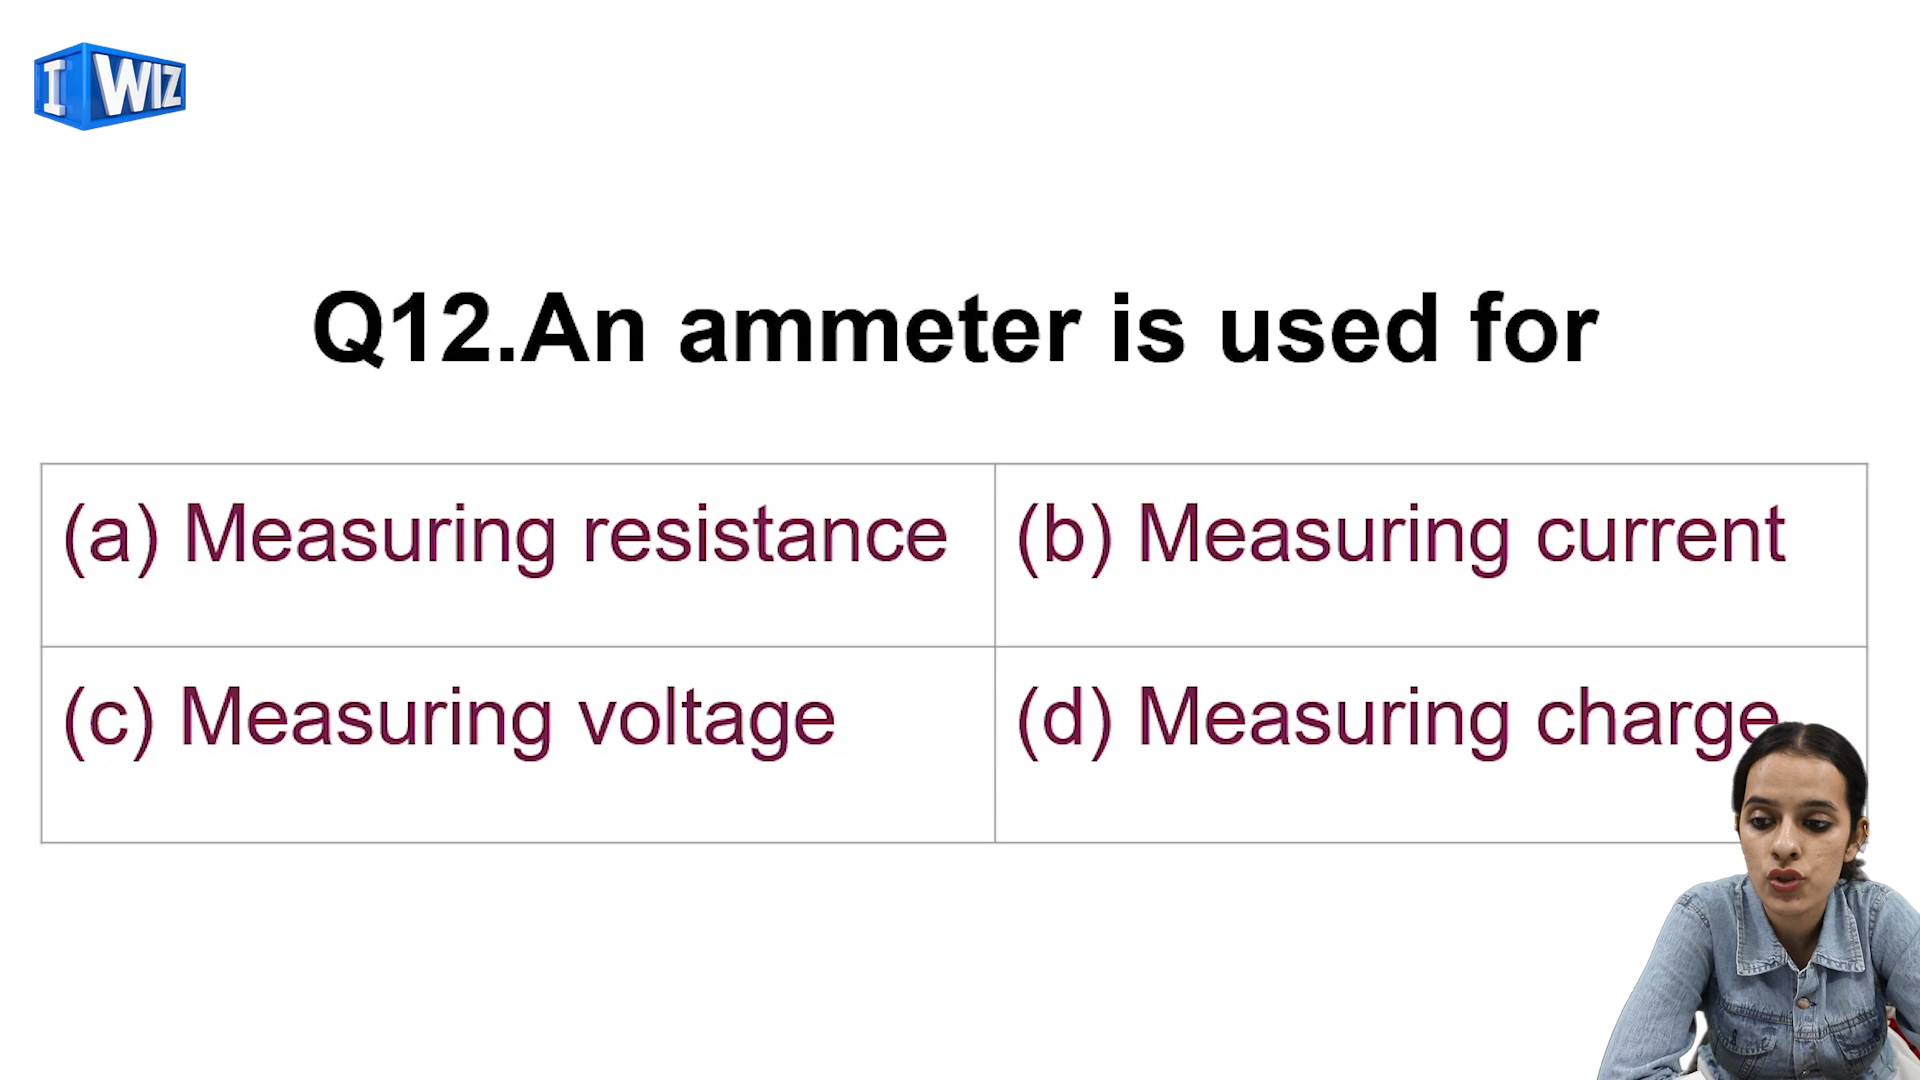 I WIZ
Q12.An ammeter is used for
(a) Measuring resistance
(b) Measuring current
(c) Measuring voltage
(d) Measuring charge